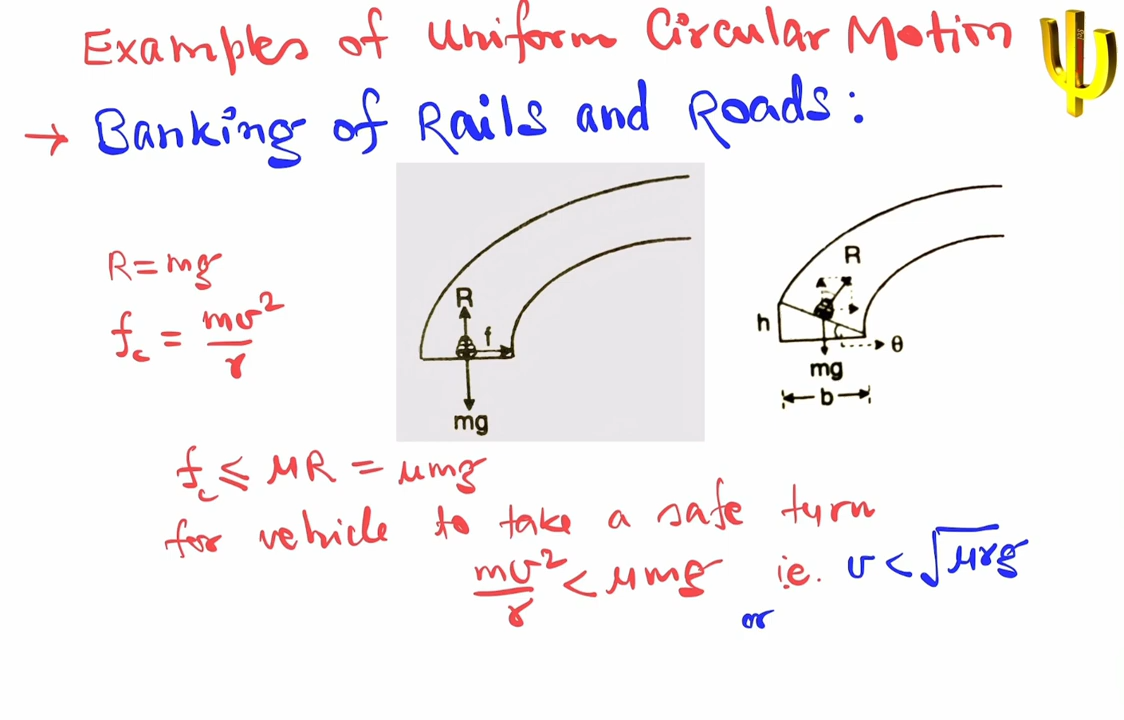 Examples of Uniform Circular Motion
→ Banking of Rails and Roads:
R = mg
f_c = mv²/r
R
f
mg
R
h
θ
mg
b
f_c ⩽ μR = μmg
for vehicle to take a safe turn
mv²/r < μmg i.e. v < √μrg
or